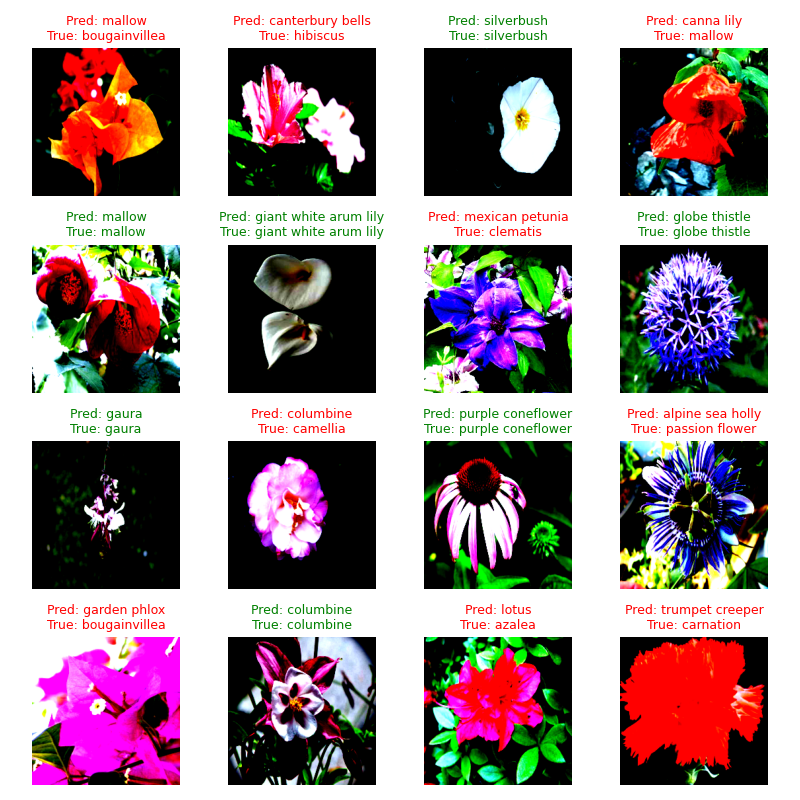 Pred: mallow
True: bougainvillea
Pred: canterbury bells
True: hibiscus
Pred: silverbush
True: silverbush
Pred: canna lily
True: mallow
Pred: mallow
True: mallow
Pred: giant white arum lily
True: giant white arum lily
Pred: mexican petunia
True: clematis
Pred: globe thistle
True: globe thistle
Pred: gaura
True: gaura
Pred: columbine
True: camellia
Pred: purple coneflower
True: purple coneflower
Pred: alpine sea holly
True: passion flower
Pred: garden phlox
True: bougainvillea
Pred: columbine
True: columbine
Pred: lotus
True: azalea
Pred: trumpet creeper
True: carnation